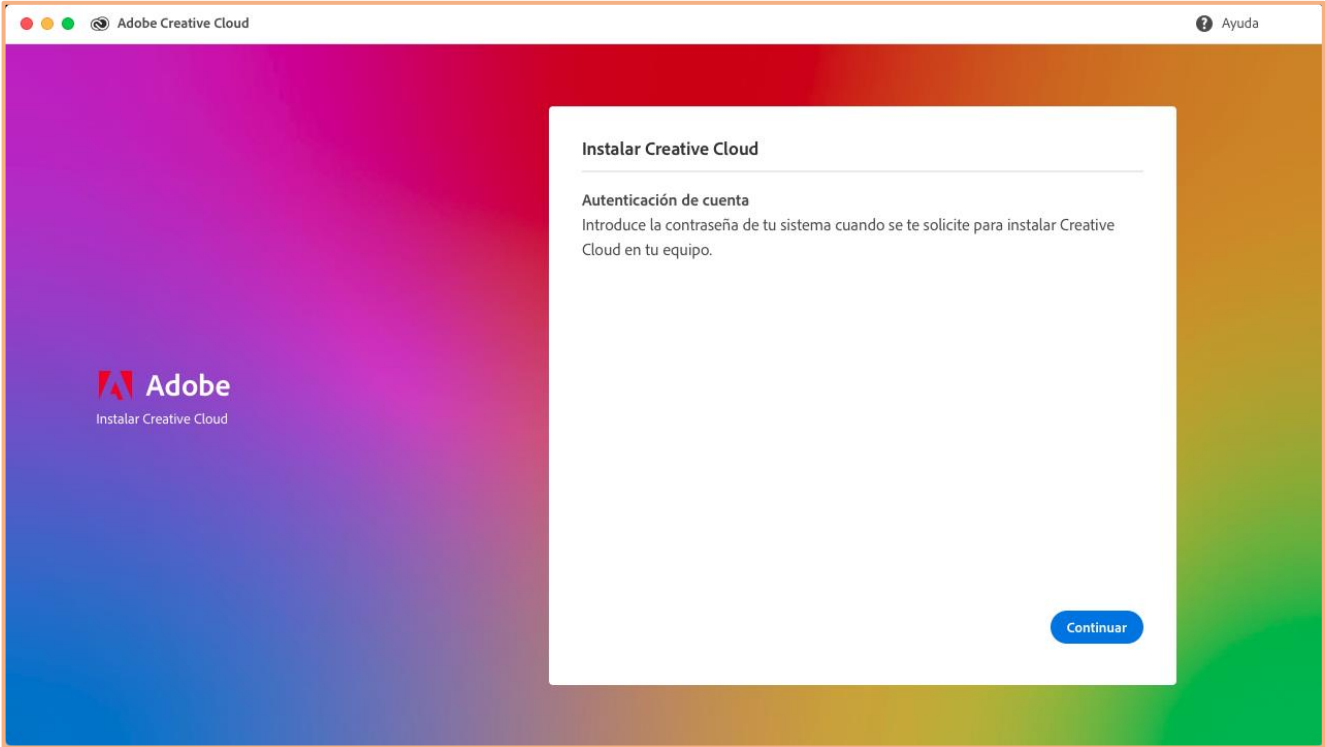 Adobe Creative Cloud
Ayuda
Instalar Creative Cloud
Autenticación de cuenta
Introduce la contraseña de tu sistema cuando se te solicite para instalar Creative
Cloud en tu equipo.
Adobe
Instalar Creative Cloud
Continuar